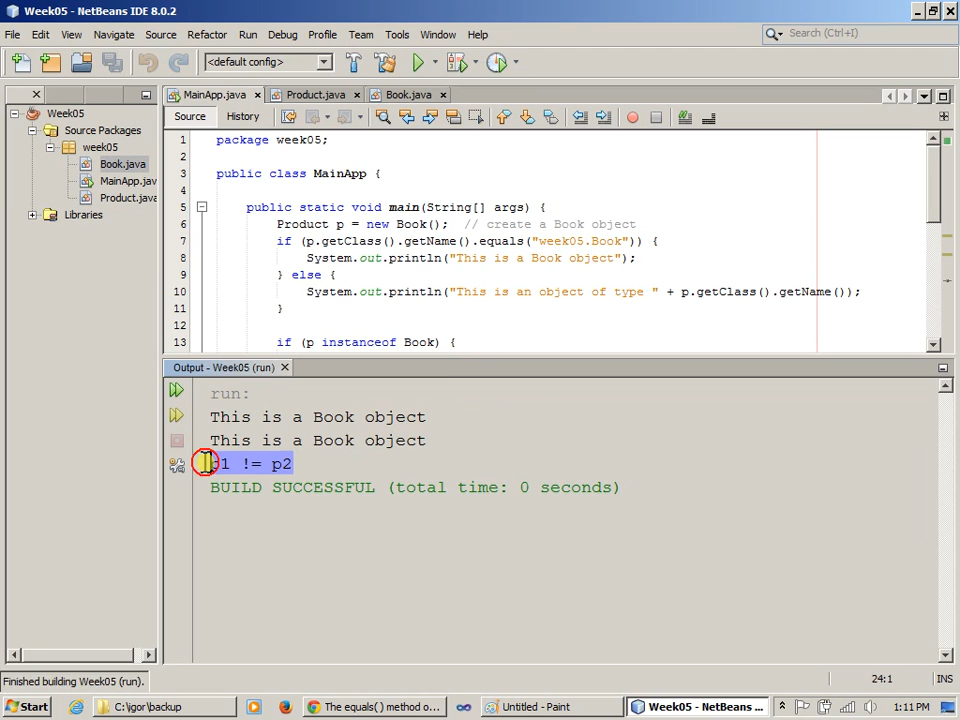 Week05 - NetBeans IDE 8.0.2
File Edit View Navigate Source Refactor Run Debug Profile Team Tools Window Help
Search (Ctrl+I)
<default config>
MainApp.java Product.java Book.java
Source History
Week05
Source Packages
week05
Book.java
MainApp.jav
Product.java
Libraries
1 package week05;
2
3 public class MainApp {
4
5 public static void main(String[] args) {
6 Product p = new Book(); // create a Book object
7 if (p.getClass().getName().equals("week05.Book")) {
8 System.out.println("This is a Book object");
9 } else {
10 System.out.println("This is an object of type " + p.getClass().getName());
11 }
12
13 if (p instanceof Book) {
Output - Week05 (run)
run:
This is a Book object
This is a Book object
p1 != p2
BUILD SUCCESSFUL (total time: 0 seconds)
Finished building Week05 (run).
24:1 INS
Start C:\igor\backup The equals( ) method o... Untitled - Paint Week05 - NetBeans ... 1:11 PM